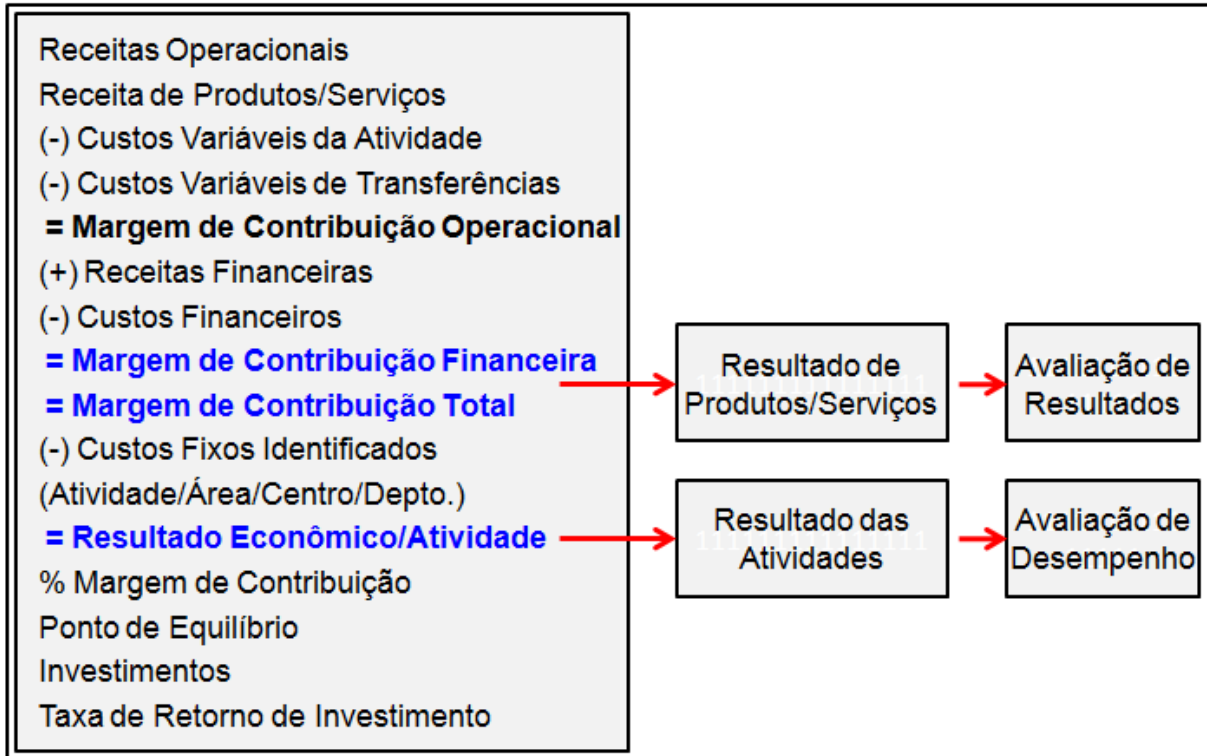 Receitas Operacionais
Receita de Produtos/Serviços
(-) Custos Variáveis da Atividade
(-) Custos Variáveis de Transferências
= Margem de Contribuição Operacional
(+) Receitas Financeiras
(-) Custos Financeiros
= Margem de Contribuição Financeira
= Margem de Contribuição Total
(-) Custos Fixos Identificados
(Atividade/Área/Centro/Depto.)
= Resultado Econômico/Atividade
% Margem de Contribuição
Ponto de Equilíbrio
Investimentos
Taxa de Retorno de Investimento
Resultado de
Produtos/Serviços
Avaliação de
Resultados
Resultado das
Atividades
Avaliação de
Desempenho